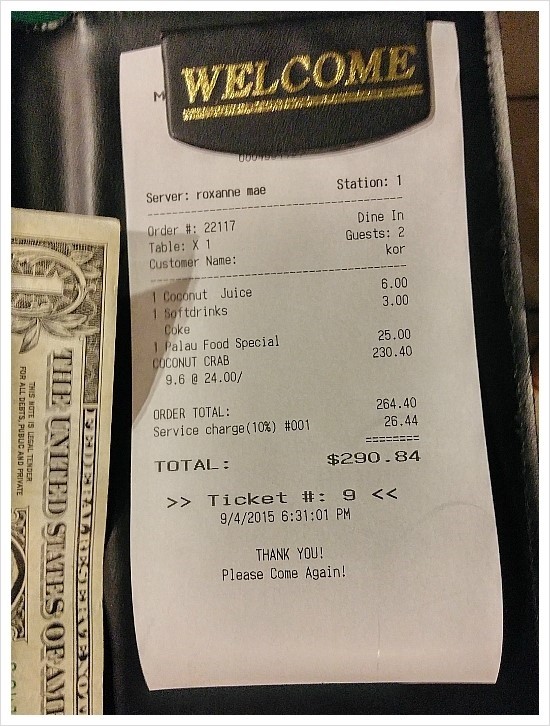 WELCOME
Server: roxanne mae Station: 1
Order #: 22117 Dine In
Table: X 1 Guests: 2
Customer Name: kor
1 Coconut Juice 6.00
1 Softdrinks 3.00
Coke
1 Palau Food Special 25.00
COCONUT CRAB 230.40
9.6 @ 24.00/
ORDER TOTAL: 264.40
Service charge(10%) #001 26.44
========
TOTAL: $290.84
>> Ticket #: 9 <<
9/4/2015 6:31:01 PM
THANK YOU!
Please Come Again!
FEDERAL RESERVE NOTE
THE UNITED STATES OF AM
THIS NOTE IS LEGAL TENDER
FOR ALL DEBTS, PUBLIC AND PRIVATE